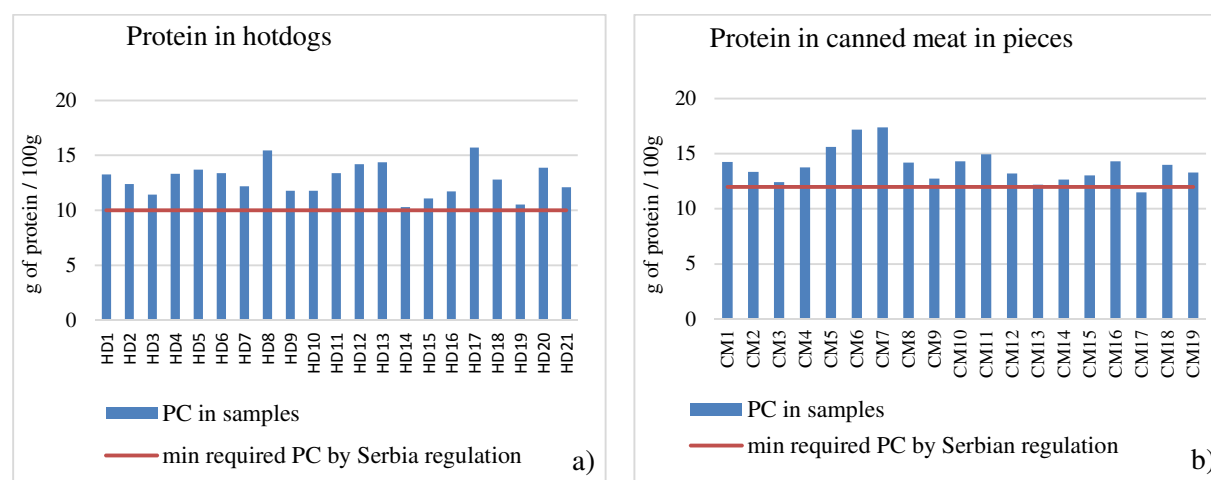 Protein in hotdogs
g of protein / 100g
20
15
10
5
0
HD1
HD2
HD3
HD4
HD5
HD6
HD7
HD8
HD9
HD10
HD11
HD12
HD13
HD14
HD15
HD16
HD17
HD18
HD19
HD20
HD21
PC in samples
min required PC by Serbia regulation
a)
Protein in canned meat in pieces
g of protein / 100g
20
15
10
5
0
CM1
CM2
CM3
CM4
CM5
CM6
CM7
CM8
CM9
CM10
CM11
CM12
CM13
CM14
CM15
CM16
CM17
CM18
CM19
PC in samples
min required PC by Serbian regulation
b)